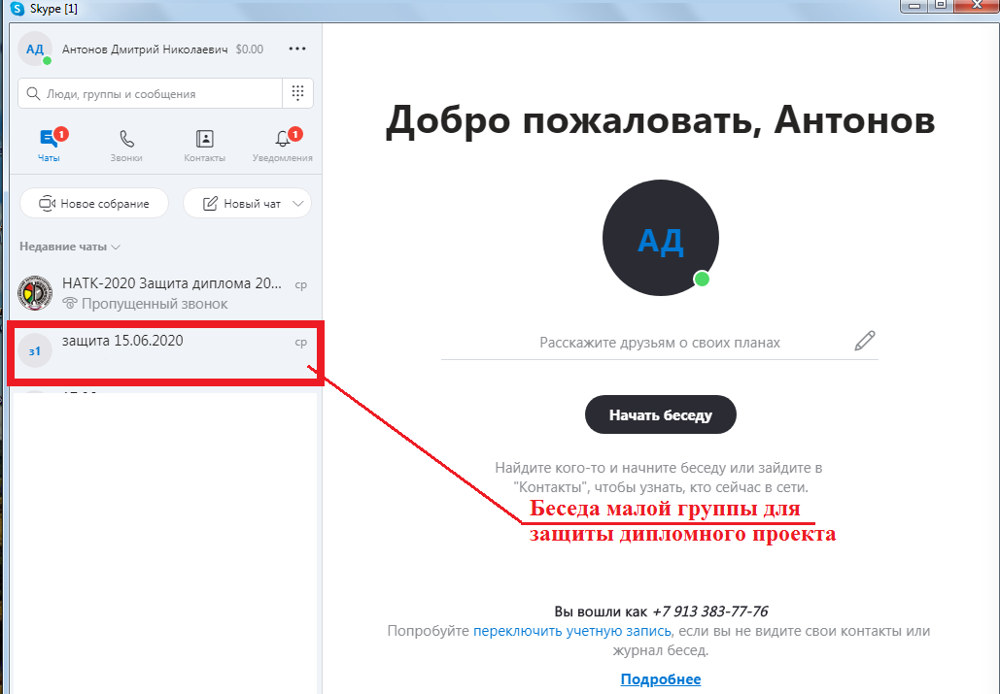 Skype [1]
АД
Антонов Дмитрий Николаевич $0.00
Люди, группы и сообщения
1
1
Чаты
Звонки
Контакты
Уведомления
Новое собрание
Новый чат
Недавние чаты
НАТК-2020 Защита диплома 20... ср
Пропущенный звонок
з1
защита 15.06.2020 ср
Добро пожаловать, Антонов
АД
Расскажите друзьям о своих планах
Начать беседу
Найдите кого-то и начните беседу или зайдите в
"Контакты", чтобы узнать, кто сейчас в сети.
Беседа малой группы для
защиты дипломного проекта
Вы вошли как +7 913 383-77-76
Попробуйте переключить учетную запись, если вы не видите свои контакты или
журнал бесед.
Подробнее